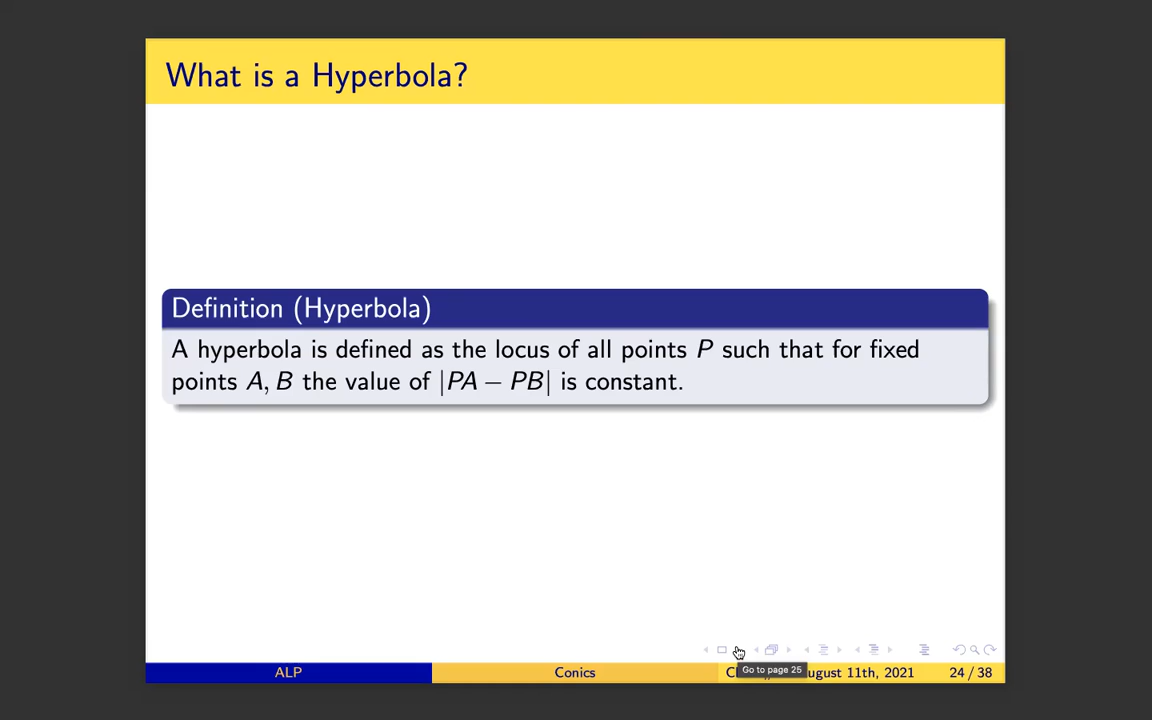 What is a Hyperbola?
Definition (Hyperbola)
A hyperbola is defined as the locus of all points P such that for fixed
points A, B the value of |PA − PB| is constant.
Go to page 25
ALP
Conics
ugust 11th, 2021
24 / 38